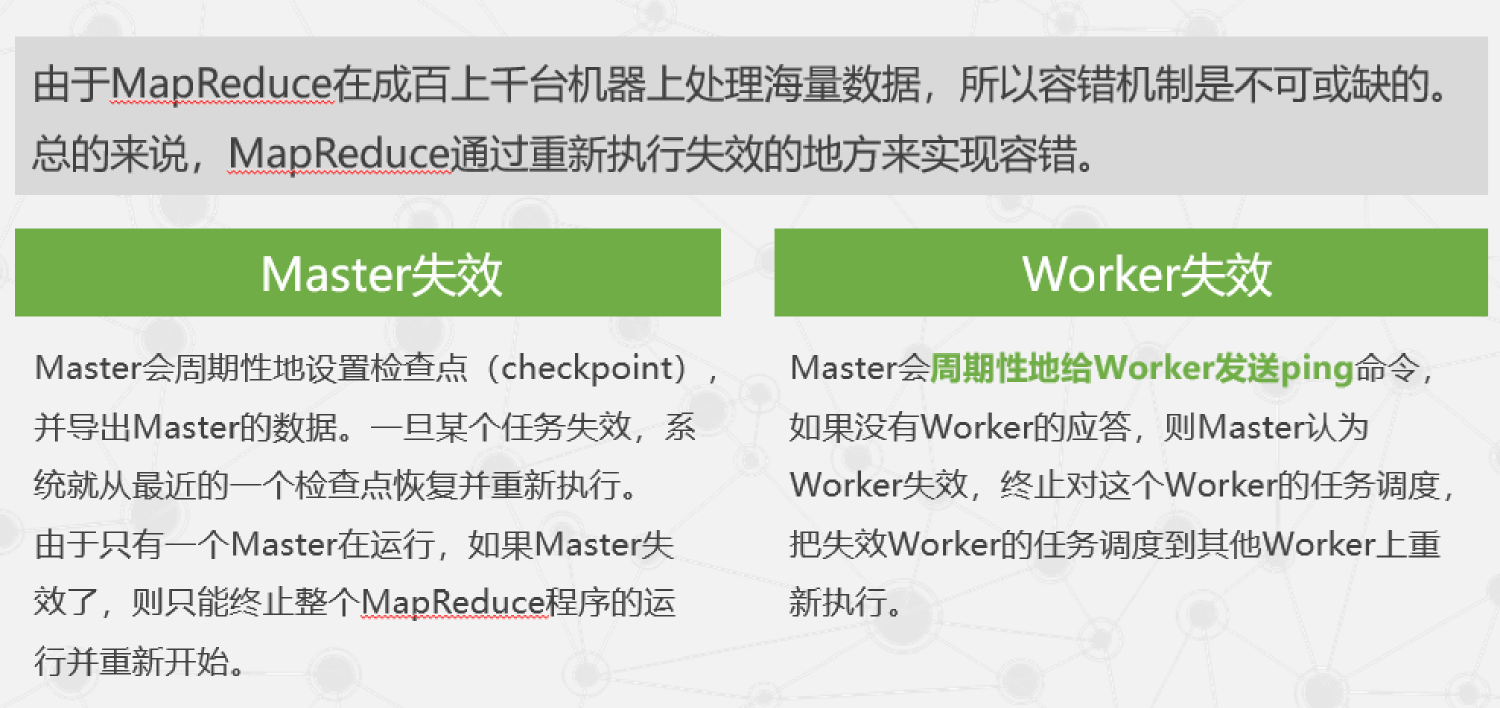 由于MapReduce在成百上千台机器上处理海量数据，所以容错机制是不可或缺的。
总的来说，MapReduce通过重新执行失效的地方来实现容错。
Master失效
Master会周期性地设置检查点（checkpoint），
并导出Master的数据。一旦某个任务失效，系
统就从最近的一个检查点恢复并重新执行。
由于只有一个Master在运行，如果Master失
效了，则只能终止整个MapReduce程序的运
行并重新开始。
Worker失效
Master会周期性地给Worker发送ping命令，
如果没有Worker的应答，则Master认为
Worker失效，终止对这个Worker的任务调度，
把失效Worker的任务调度到其他Worker上重
新执行。